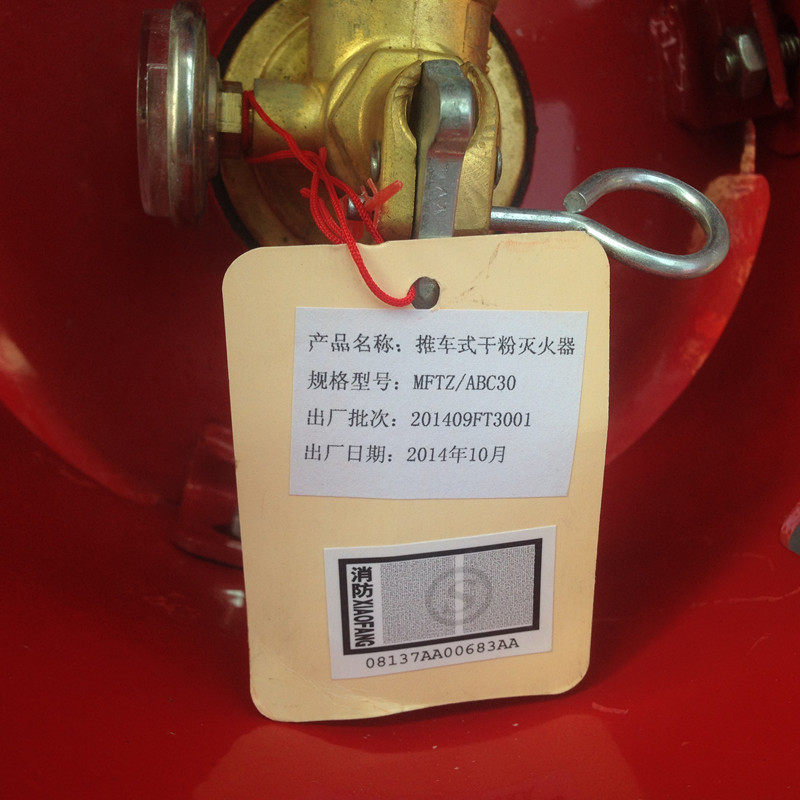 产品名称：推车式干粉灭火器
规格型号：MFTZ/ABC30
出厂批次：201409FT3001
出厂日期：2014年10月
消防XIAOFANG
S
08137AA00683AA